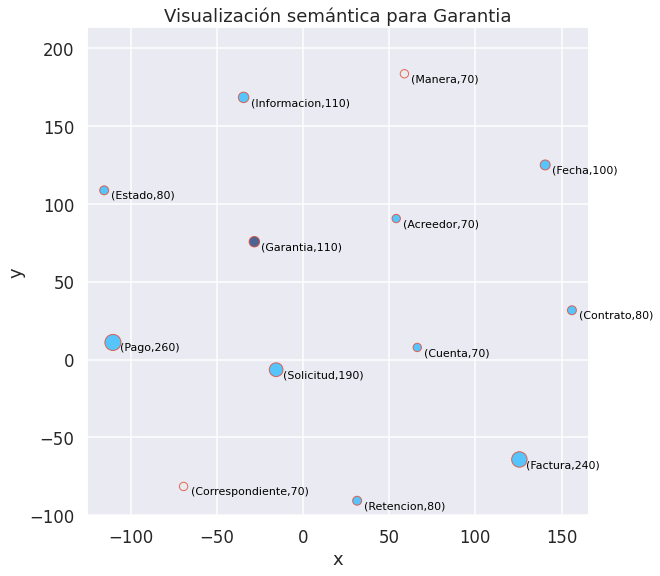 Visualización semántica para Garantia
200
(Manera,70)
(Informacion,110)
150
(Fecha,100)
(Estado,80)
100
(Acreedor,70)
(Garantia,110)
y
50
(Contrato,80)
(Pago,260)
(Cuenta,70)
0
(Solicitud,190)
−50
(Factura,240)
(Correspondiente,70)
(Retencion,80)
−100
−100
−50
0
50
100
150
x